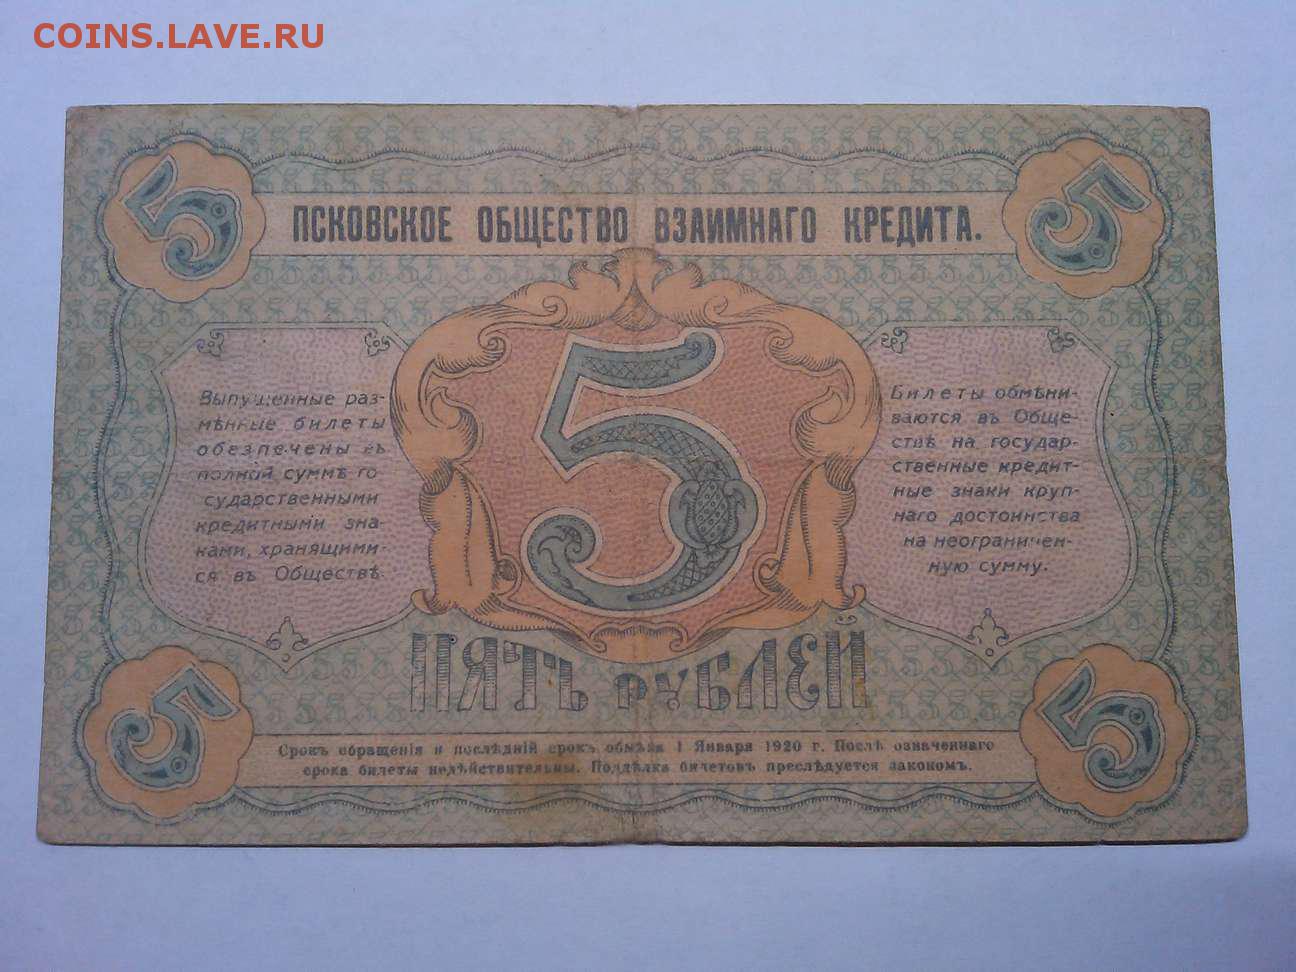 COINS.LAVE.RU
5 5
ПСКОВСКОЕ ОБЩЕСТВО ВЗАИМНАГО КРЕДИТА.
Выпущенные раз-
мѣнные билеты
обезпечены въ
полной суммѣ го
сударственными
кредитными зна-
ками, хранящими-
ся въ Обществѣ.
5
Билеты обмѣни-
ваются въ Обще-
ствѣ на государ-
ственные кредит-
ные знаки круп-
наго достоинства
на неограничен-
ную сумму.
ПЯТЬ РУБЛЕЙ
5 5
Срокъ обращенія и послѣдній срокъ обмѣна 1 Января 1920 г. Послѣ означеннаго
срока билеты недѣйствительны. Поддѣлка билетовъ преслѣдуется закономъ.